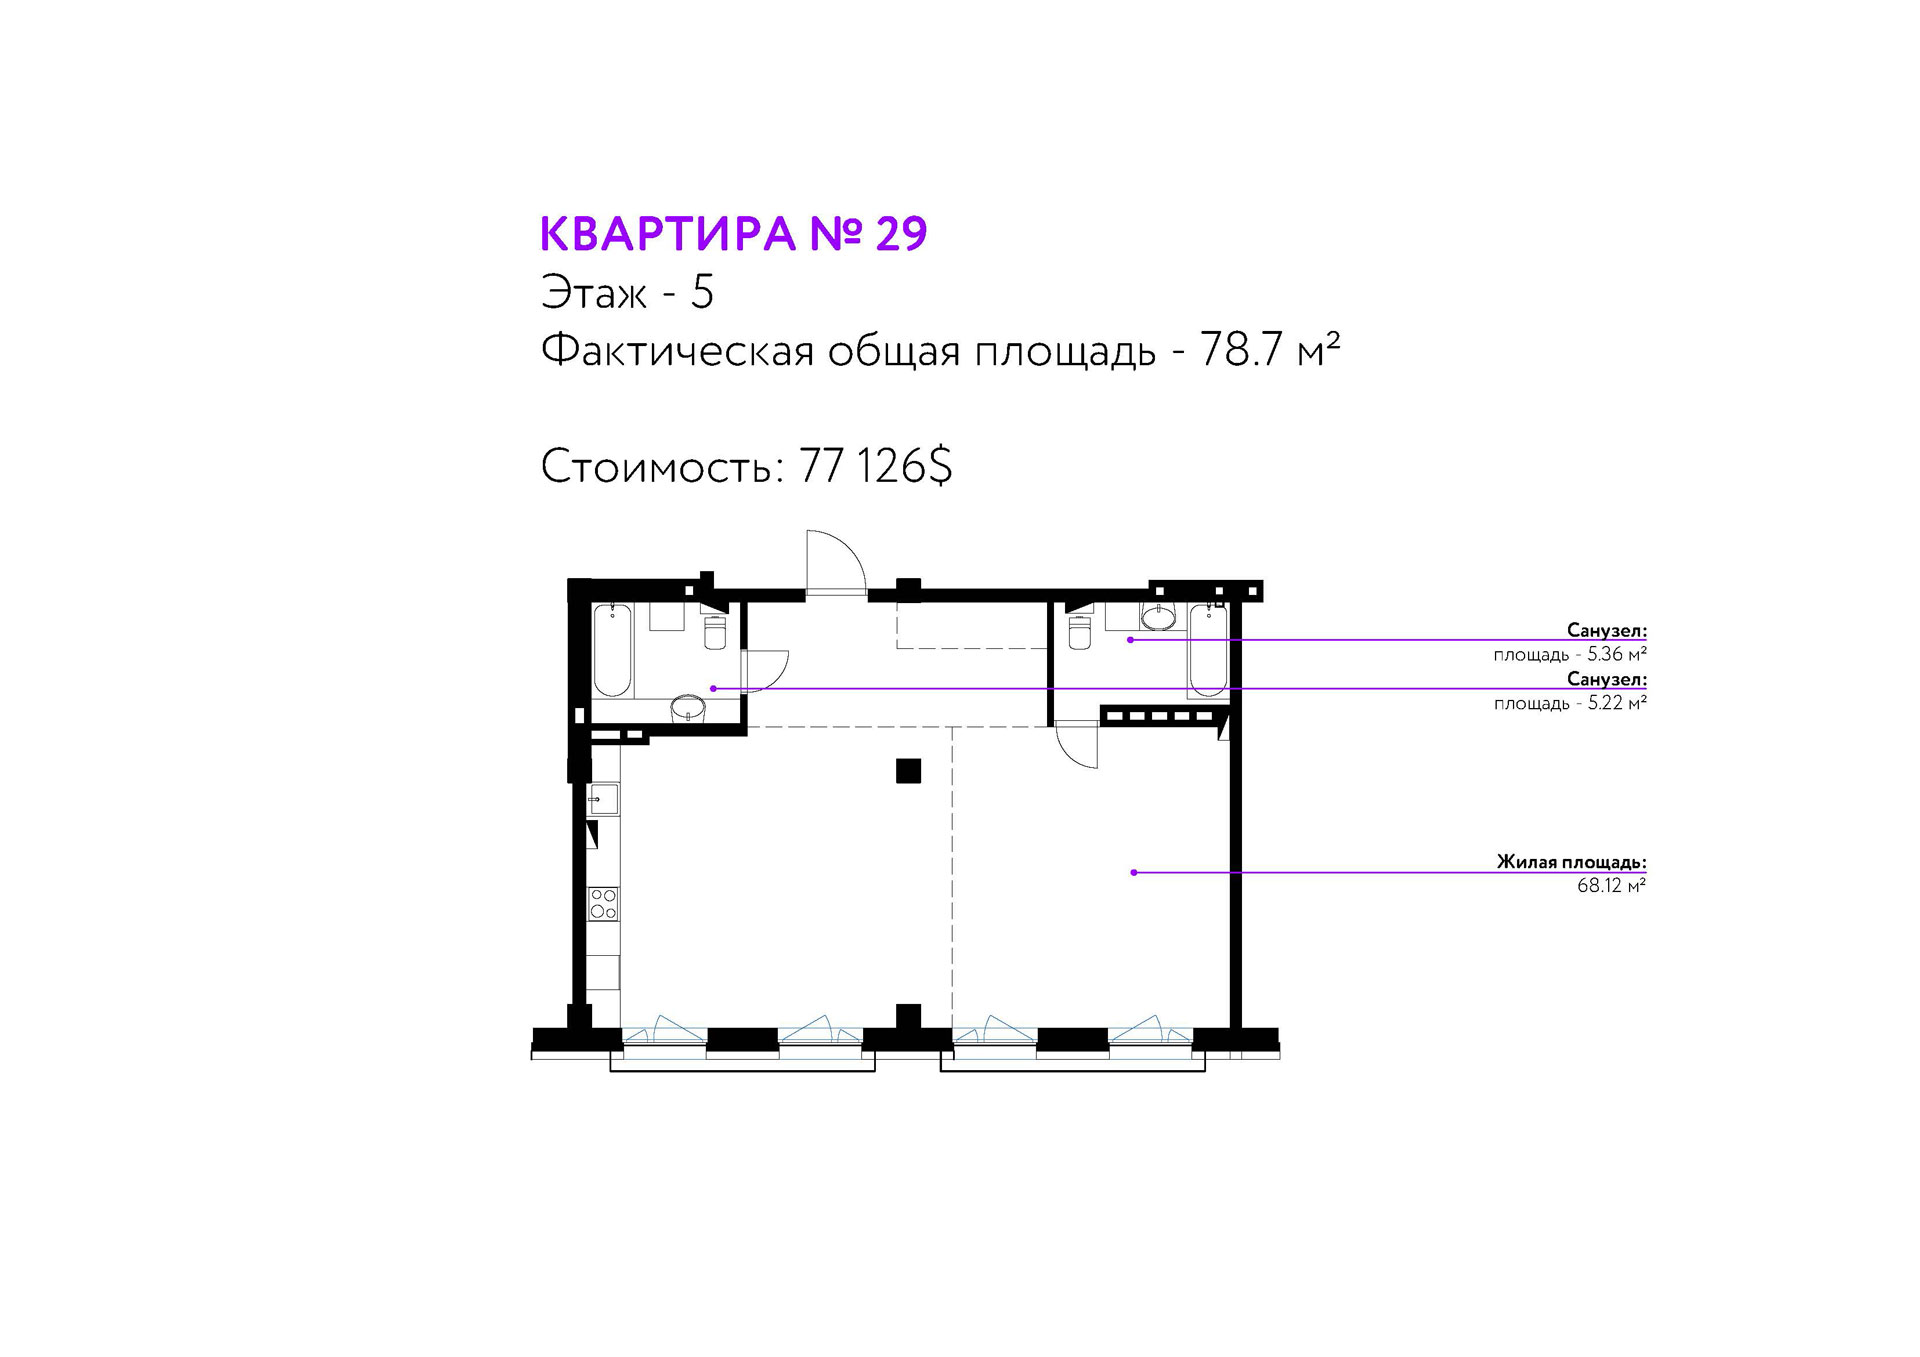 КВАРТИРА № 29
Этаж - 5
Фактическая общая площадь - 78.7 м²
Стоимость: 77 126$
Санузел:
площадь - 5.36 м²
Санузел:
площадь - 5.22 м²
Жилая площадь:
68.12 м²